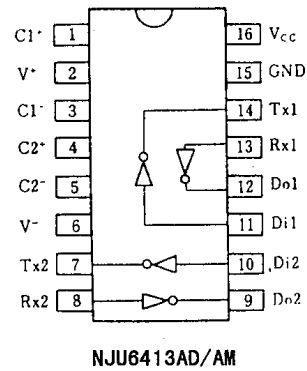 C1+ 1 16 VCC
V+ 2 15 GND
C1- 3 14 Tx1
C2+ 4 13 Rx1
C2- 5 12 Do1
V- 6 11 Di1
Tx2 7 10 Di2
Rx2 8 9 Do2
NJU6413AD/AM